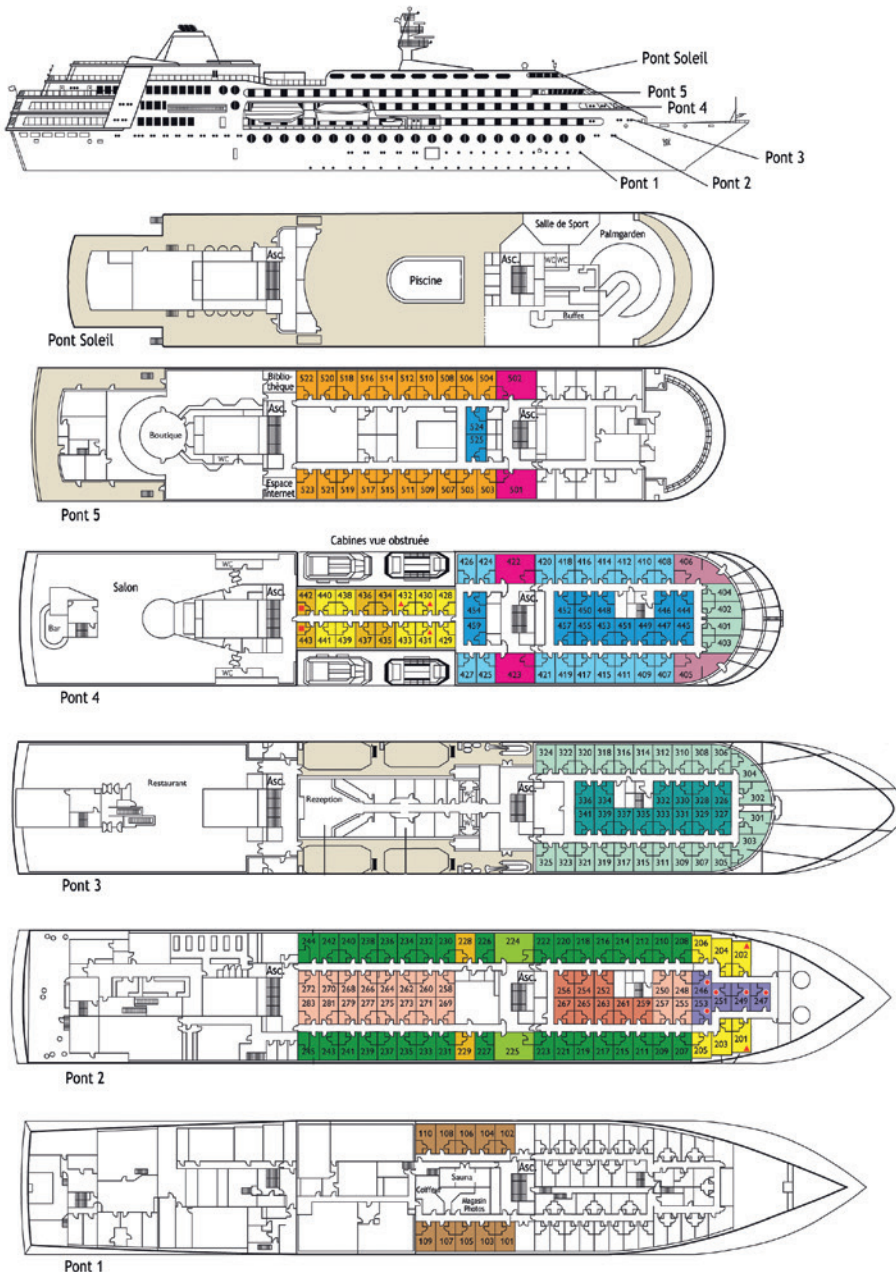 Pont Soleil
Pont 5
Pont 4
Pont 3
Pont 2
Pont 1
Salle de Sport
Palmgarden
Asc.
Asc.
WC WC
Piscine
Buffet
Pont Soleil
Biblio-
thèque
522 520 518 516 514 512 510 508 506 504 502
Asc.
Asc.
524
Boutique
525
WC
Espace
Internet
523 521 519 517 515 511 509 507 505 503 501
Pont 5
Cabines vue obstruée
WC
426 424 422 420 418 416 414 412 410 408 406
Salon
Asc.
442 440 438 436 434 432 430 428
Asc.
404
454 452 450 448 446 444
402
Bar
459 457 455 453 451 449 447 445
401
443 441 439 437 435 433 431 429
403
WC
427 425 423 421 419 417 415 411 409 407 405
Pont 4
324 322 320 318 316 314 312 310 308 306
304
Restaurant
Asc.
Rezeption
Asc.
336 334 332 330 328 326
302
341 339 337 335 333 331 329 327
301
303
325 323 321 319 317 315 311 309 307 305
Pont 3
244 242 240 238 236 234 232 230 228 226 224 222 220 218 216 214 212 210 208 206 204 202
Asc.
Asc.
272 270 268 266 264 262 260 258
256 254 252 250 248 246
283 281 279 277 275 273 271 269
267 265 263 261 259 257 255 253 251 249 247
245 243 241 239 237 235 233 231 229 227 225 223 221 219 217 215 211 209 207 205 203 201
Pont 2
110 108 106 104 102
Asc.
Sauna
Coiffeur
Magasin
Photos
109 107 105 103 101
Pont 1